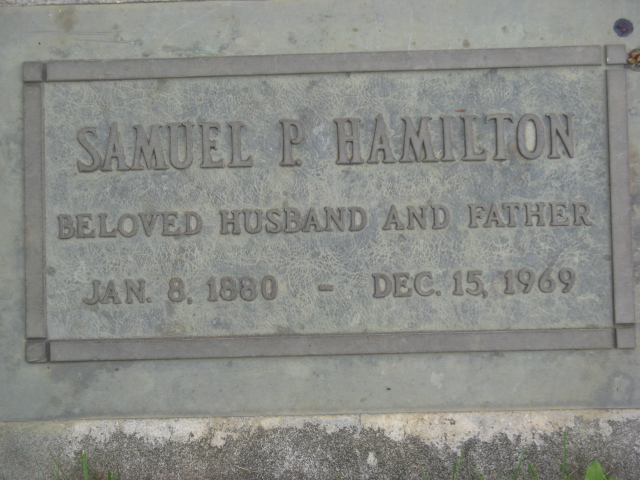 SAMUEL P. HAMILTON
BELOVED HUSBAND AND FATHER
JAN. 8, 1880 - DEC. 15, 1969